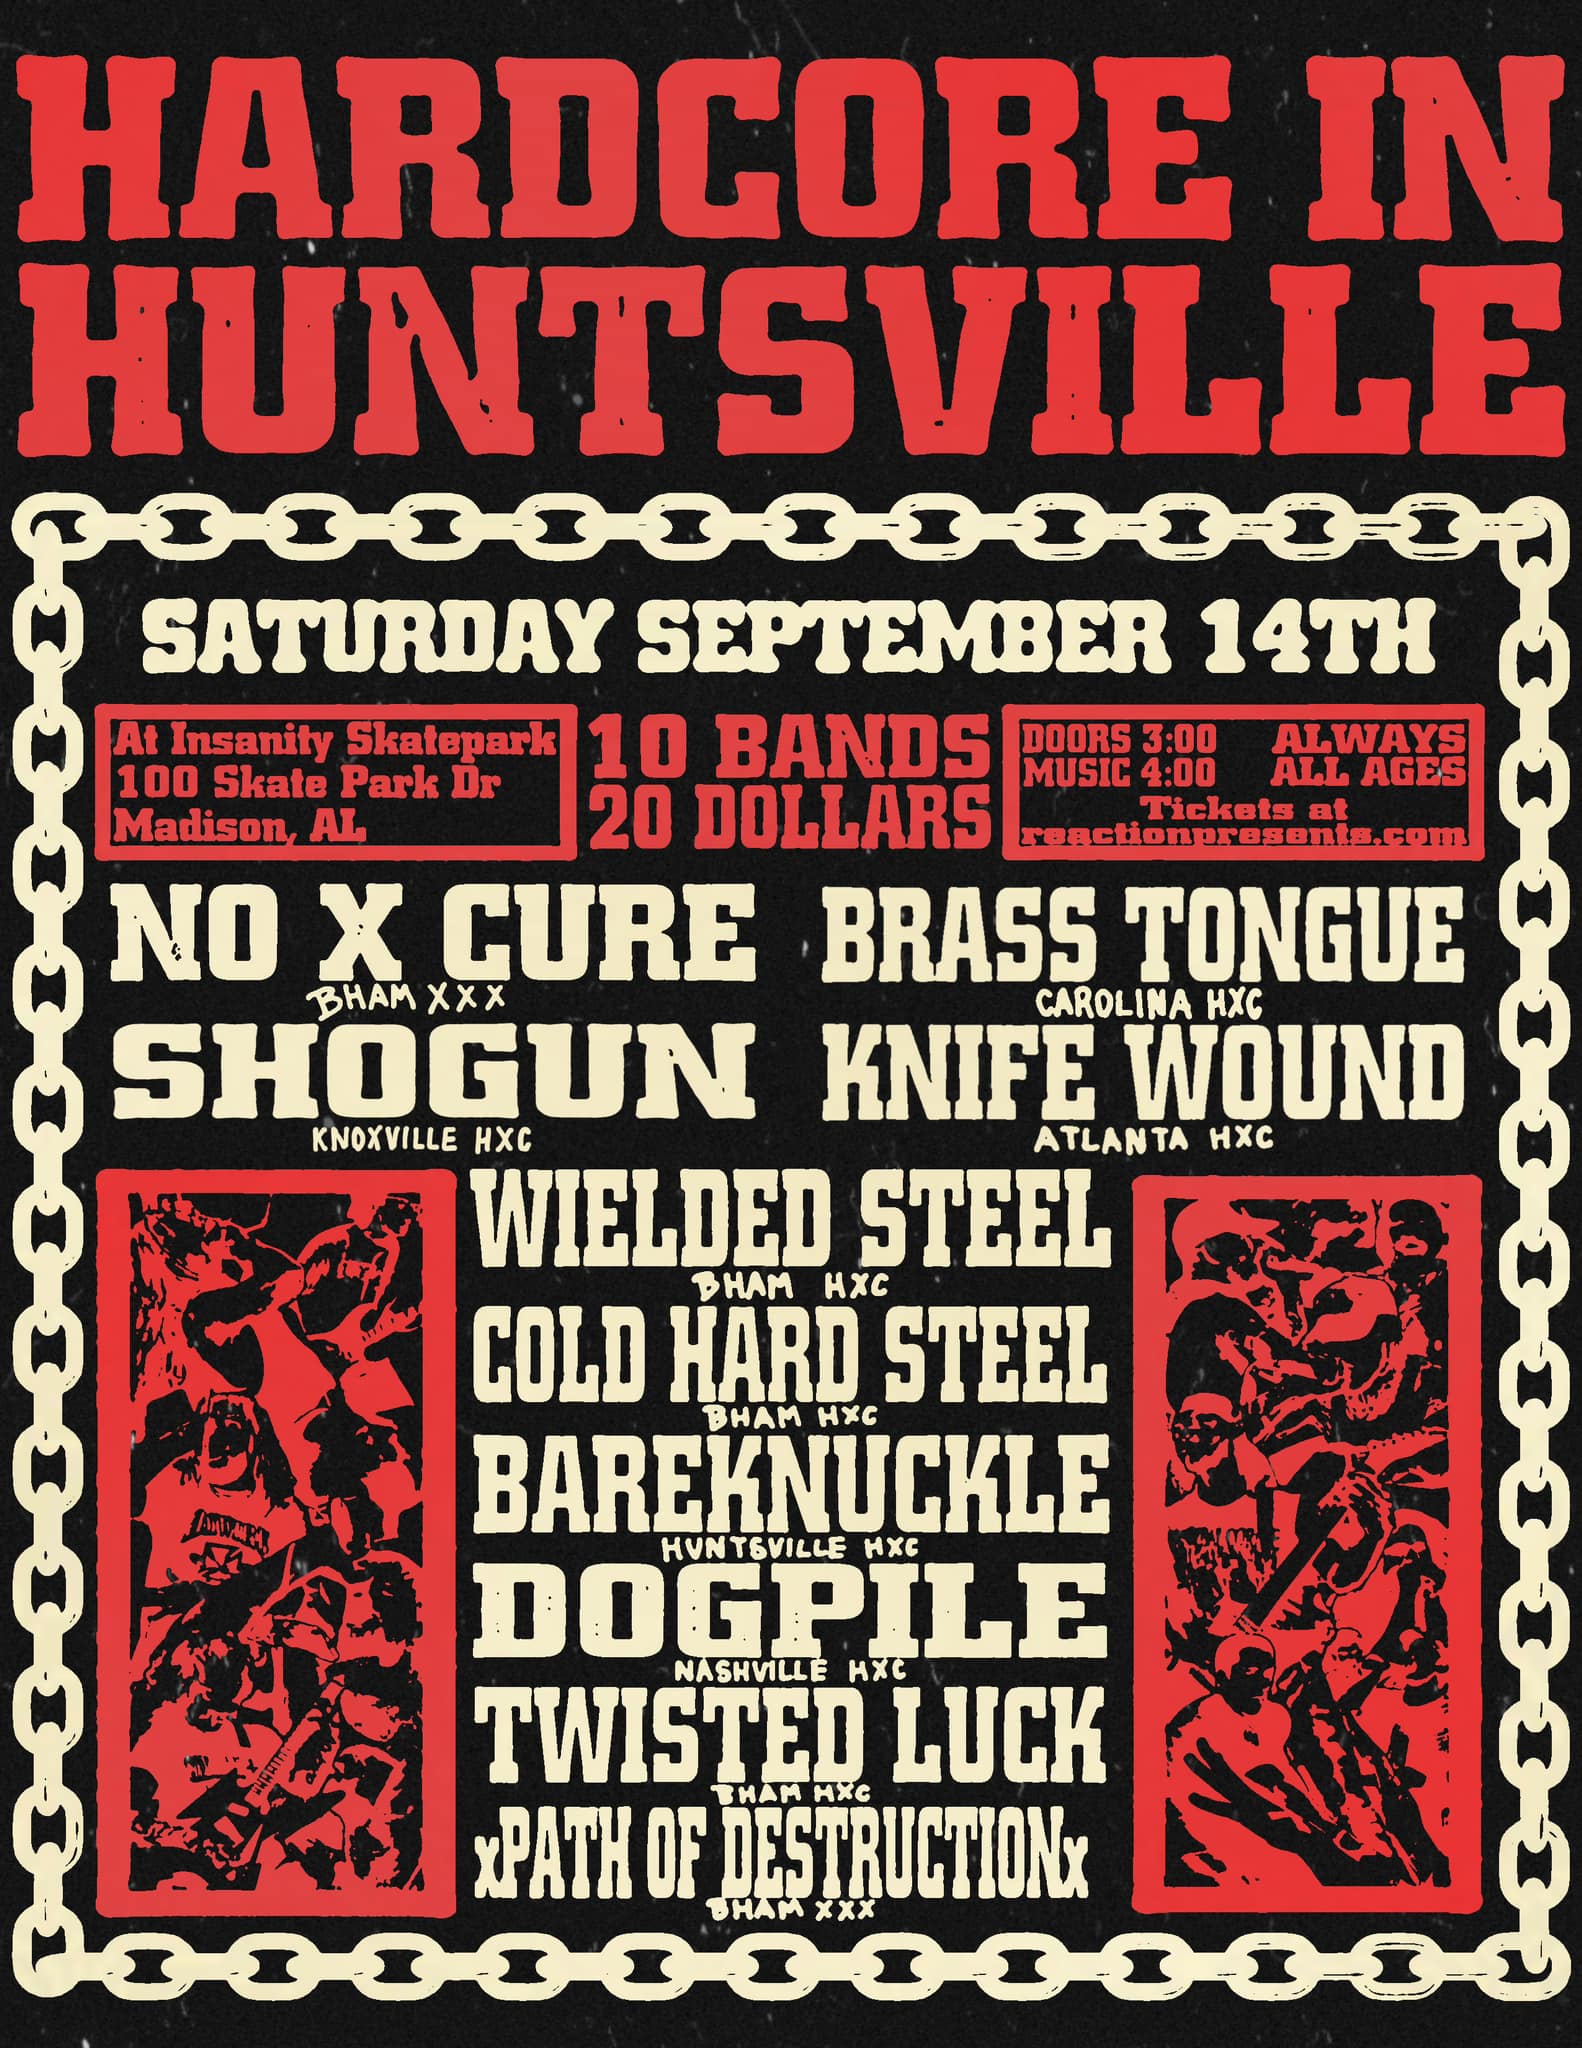 HARDCORE IN
HUNTSVILLE
SATURDAY SEPTEMBER 14TH
At Insanity Skatepark
100 Skate Park Dr
Madison, AL
10 BANDS
20 DOLLARS
DOORS 3:00 ALWAYS
MUSIC 4:00 ALL AGES
Tickets at
reactionpresents.com
NO X CURE
BHAM XXX
BRASS TONGUE
CAROLINA HXC
SHOGUN
KNOXVILLE HXC
KNIFE WOUND
ATLANTA HXC
WIELDED STEEL
BHAM HXC
COLD HARD STEEL
BHAM HXC
BAREKNUCKLE
HUNTSVILLE HXC
DOGPILE
NASHVILLE HXC
TWISTED LUCK
BHAM HXC
xPATH OF DESTRUCTIONx
BHAM XXX